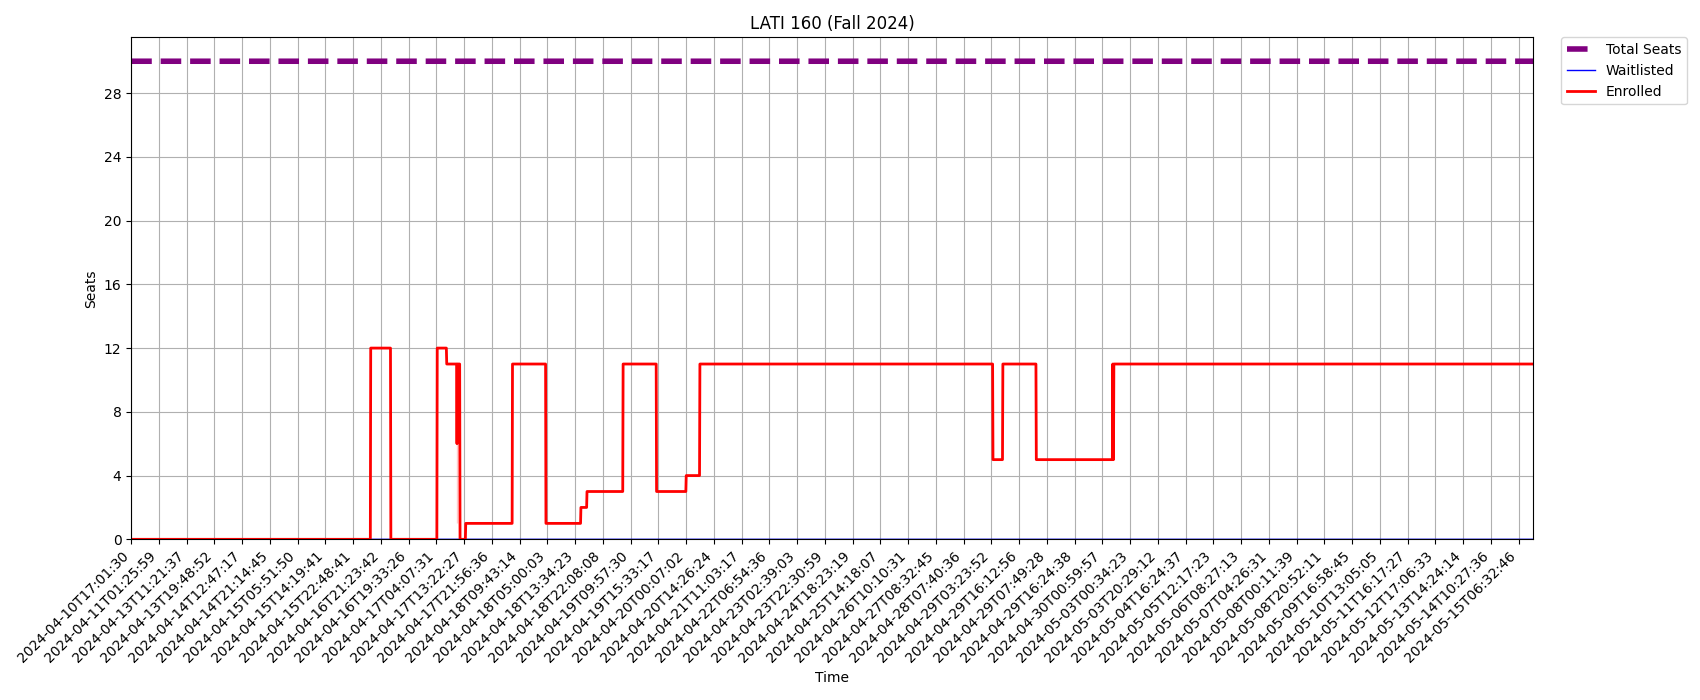 LATI 160 (Fall 2024)
Total Seats
Waitlisted
Enrolled
Seats
28
24
20
16
12
8
4
0
2024-04-10T17:01:30
2024-04-11T01:25:59
2024-04-13T11:21:37
2024-04-13T19:48:52
2024-04-14T12:47:17
2024-04-14T21:14:45
2024-04-15T05:51:50
2024-04-15T14:19:41
2024-04-15T22:48:41
2024-04-16T21:23:42
2024-04-16T19:33:26
2024-04-17T04:07:31
2024-04-17T13:22:27
2024-04-17T21:56:36
2024-04-18T09:43:14
2024-04-18T05:00:03
2024-04-18T13:34:23
2024-04-18T22:08:08
2024-04-19T09:57:30
2024-04-19T15:33:17
2024-04-20T00:07:02
2024-04-20T14:26:24
2024-04-21T11:03:17
2024-04-22T06:54:36
2024-04-23T02:39:03
2024-04-23T22:30:59
2024-04-24T18:23:19
2024-04-25T14:18:07
2024-04-26T10:10:31
2024-04-27T08:32:45
2024-04-28T07:40:36
2024-04-29T03:23:52
2024-04-29T16:12:56
2024-04-29T07:49:28
2024-04-29T16:24:38
2024-04-30T00:59:57
2024-05-03T00:34:23
2024-05-03T20:29:12
2024-05-04T16:24:37
2024-05-05T12:17:23
2024-05-06T08:27:13
2024-05-07T04:26:31
2024-05-08T00:11:39
2024-05-08T20:52:11
2024-05-09T16:58:45
2024-05-10T13:05:05
2024-05-11T16:17:27
2024-05-12T17:06:33
2024-05-13T14:24:14
2024-05-14T10:27:36
2024-05-15T06:32:46
Time